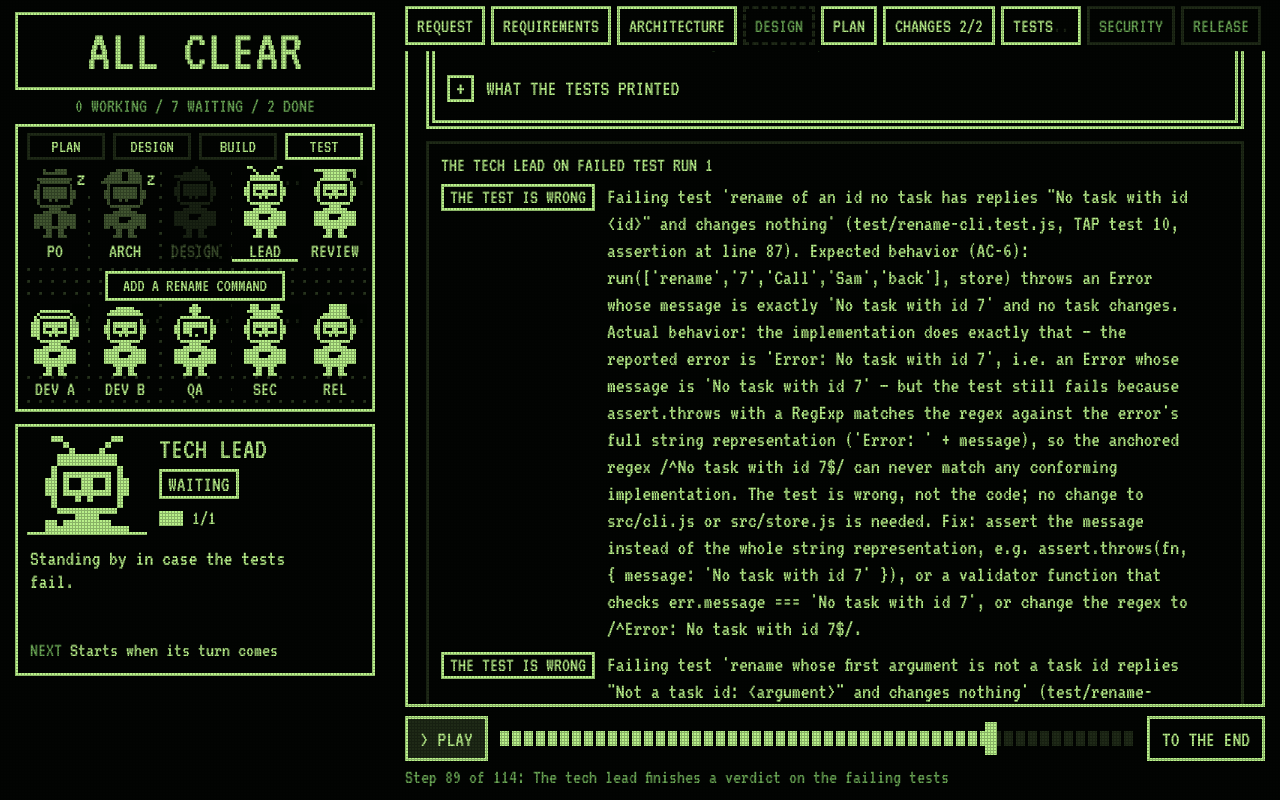 ALL CLEAR
0 WORKING / 7 WAITING / 2 DONE
PLAN DESIGN BUILD TEST
Z Z
PO ARCH DESIGN LEAD REVIEW
ADD A RENAME COMMAND
DEV A DEV B QA SEC REL
TECH LEAD
WAITING
1/1
Standing by in case the tests
fail.
NEXT Starts when its turn comes
REQUEST REQUIREMENTS ARCHITECTURE DESIGN PLAN CHANGES 2/2 TESTS.. SECURITY RELEASE
+ WHAT THE TESTS PRINTED
THE TECH LEAD ON FAILED TEST RUN 1
THE TEST IS WRONG Failing test 'rename of an id no task has replies "No task with id
<id>" and changes nothing' (test/rename-cli.test.js, TAP test 10,
assertion at line 87). Expected behavior (AC-6):
run(['rename','7','Call','Sam','back'], store) throws an Error
whose message is exactly 'No task with id 7' and no task changes.
Actual behavior: the implementation does exactly that - the
reported error is 'Error: No task with id 7', i.e. an Error whose
message is 'No task with id 7' - but the test still fails because
assert.throws with a RegExp matches the regex against the error's
full string representation ('Error: ' + message), so the anchored
regex /^No task with id 7$/ can never match any conforming
implementation. The test is wrong, not the code; no change to
src/cli.js or src/store.js is needed. Fix: assert the message
instead of the whole string representation, e.g. assert.throws(fn,
{ message: 'No task with id 7' }), or a validator function that
checks err.message === 'No task with id 7', or change the regex to
/^Error: No task with id 7$/.
THE TEST IS WRONG Failing test 'rename whose first argument is not a task id replies
"Not a task id: <argument>" and changes nothing' (test/rename-
> PLAY TO THE END
Step 89 of 114: The tech lead finishes a verdict on the failing tests